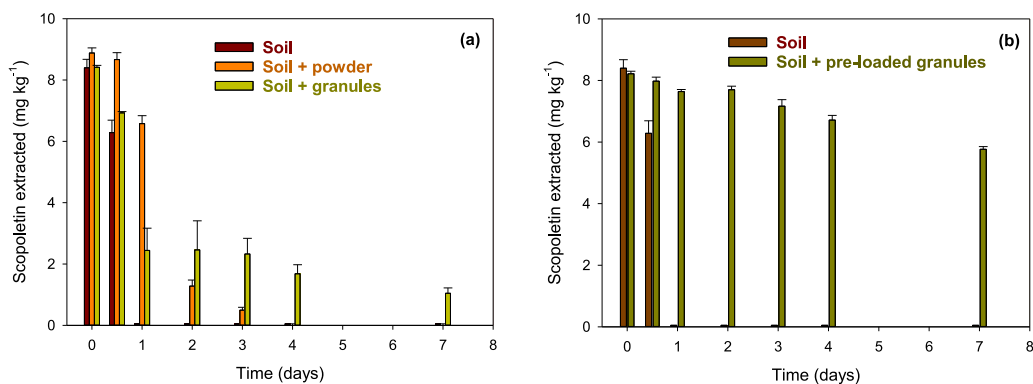 (a)
Soil
Soil + powder
Soil + granules
Scopoletin extracted (mg kg⁻¹)
10
8
6
4
2
0
0 1 2 3 4 5 6 7 8
Time (days)
(b)
Soil
Soil + pre-loaded granules
Scopoletin extracted (mg kg⁻¹)
10
8
6
4
2
0
0 1 2 3 4 5 6 7 8
Time (days)